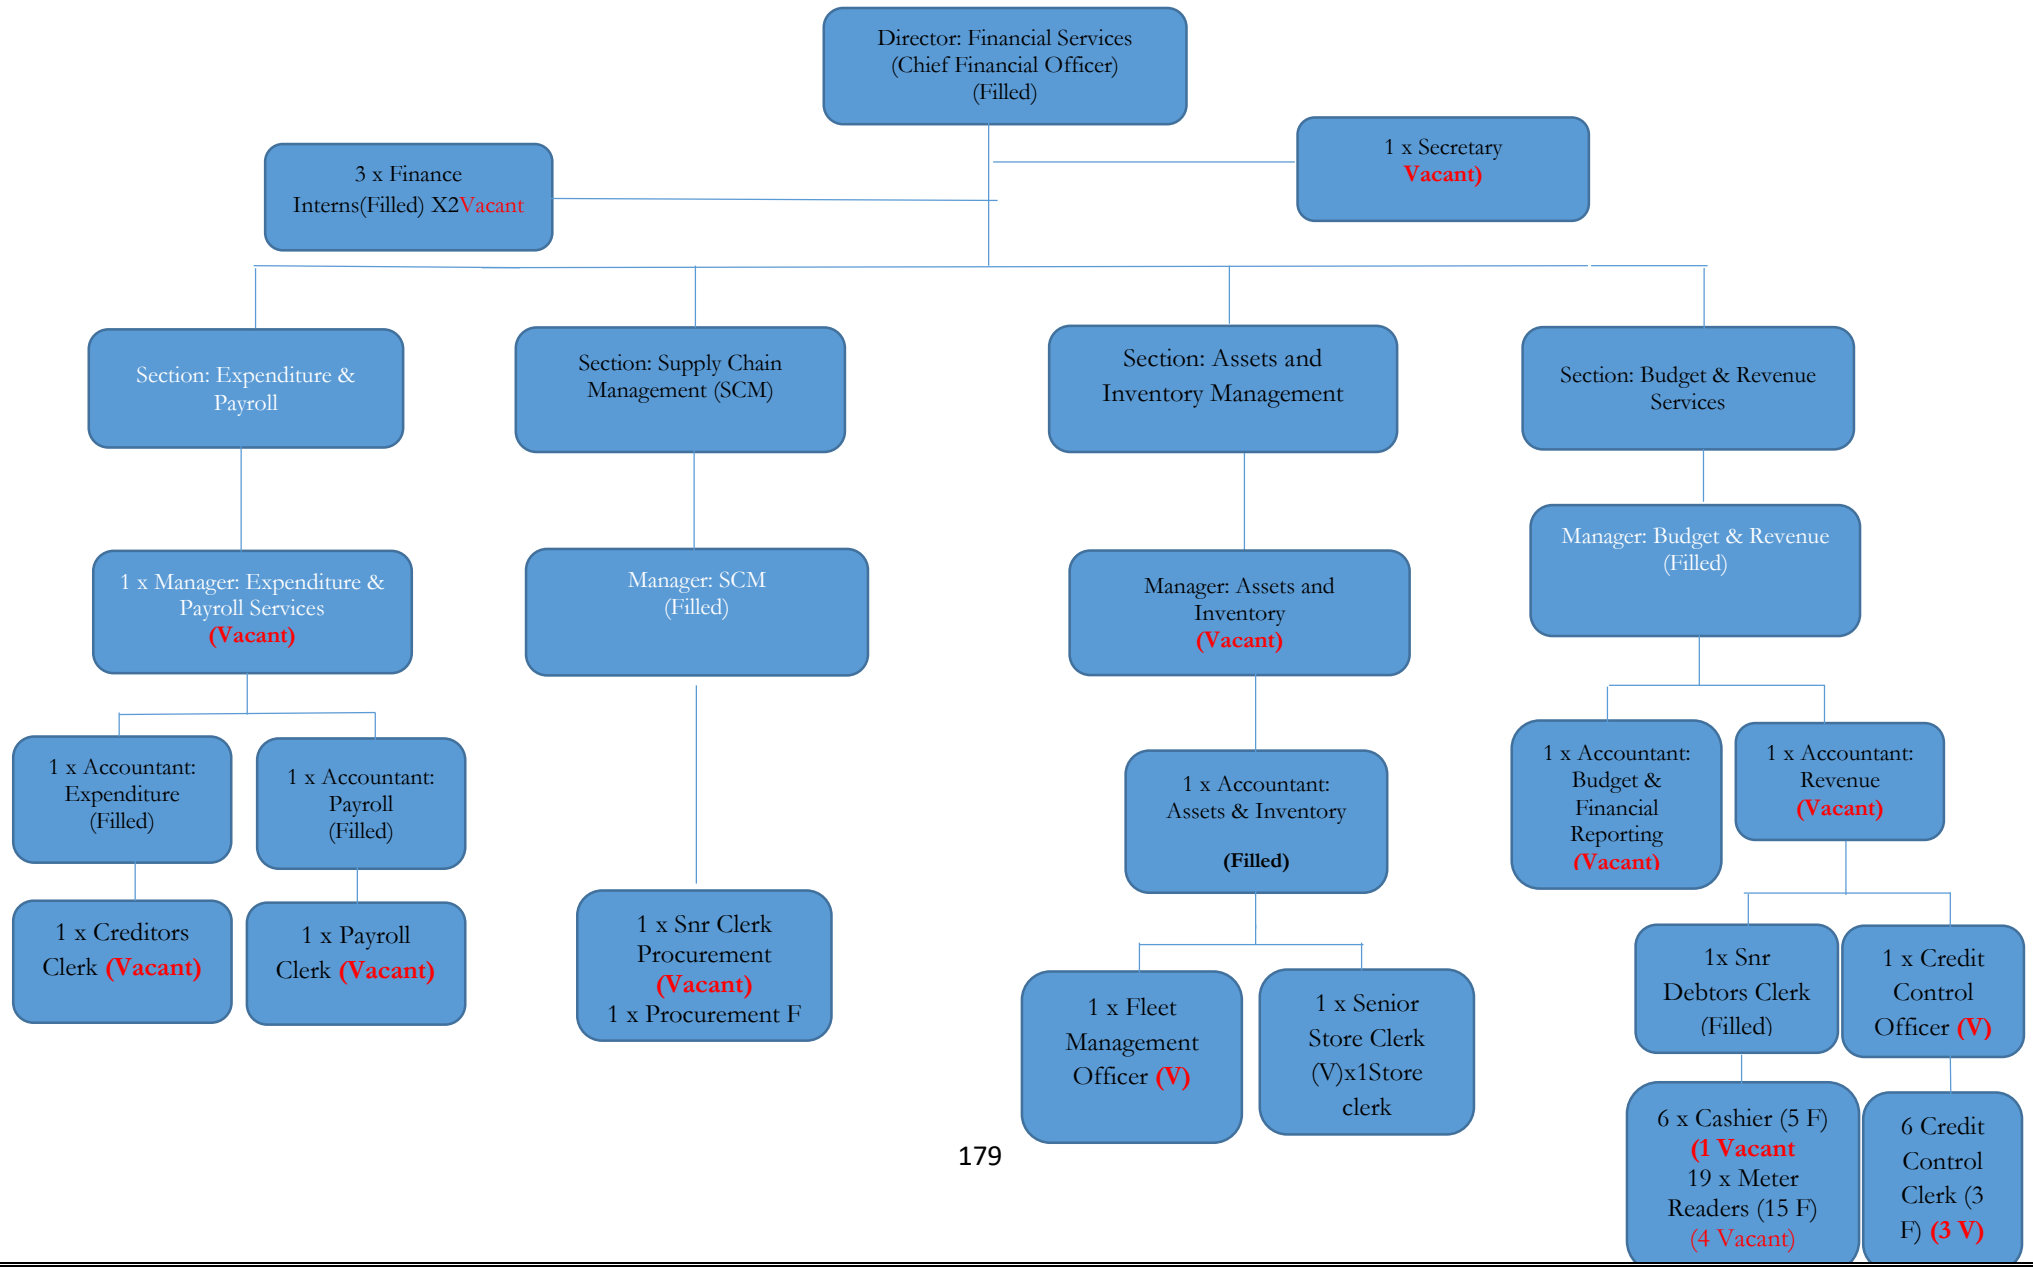 Director: Financial Services
(Chief Financial Officer)
(Filled)
3 x Finance
Interns(Filled) X2Vacant
1 x Secretary
Vacant)
Section: Expenditure &
Payroll
Section: Supply Chain
Management (SCM)
Section: Assets and
Inventory Management
Section: Budget & Revenue
Services
1 x Manager: Expenditure &
Payroll Services
(Vacant)
Manager: SCM
(Filled)
Manager: Assets and
Inventory
(Vacant)
Manager: Budget & Revenue
(Filled)
1 x Accountant:
Expenditure
(Filled)
1 x Accountant:
Payroll
(Filled)
1 x Accountant:
Assets & Inventory
(Filled)
1 x Accountant:
Budget &
Financial
Reporting
(Vacant)
1 x Accountant:
Revenue
(Vacant)
1 x Creditors
Clerk (Vacant)
1 x Payroll
Clerk (Vacant)
1 x Snr Clerk
Procurement
(Vacant)
1 x Procurement F
1 x Fleet
Management
Officer (V)
1 x Senior
Store Clerk
(V)x1Store
clerk
1x Snr
Debtors Clerk
(Filled)
1 x Credit
Control
Officer (V)
6 x Cashier (5 F)
(1 Vacant
19 x Meter
Readers (15 F)
(4 Vacant)
6 Credit
Control
Clerk (3
F) (3 V)
179